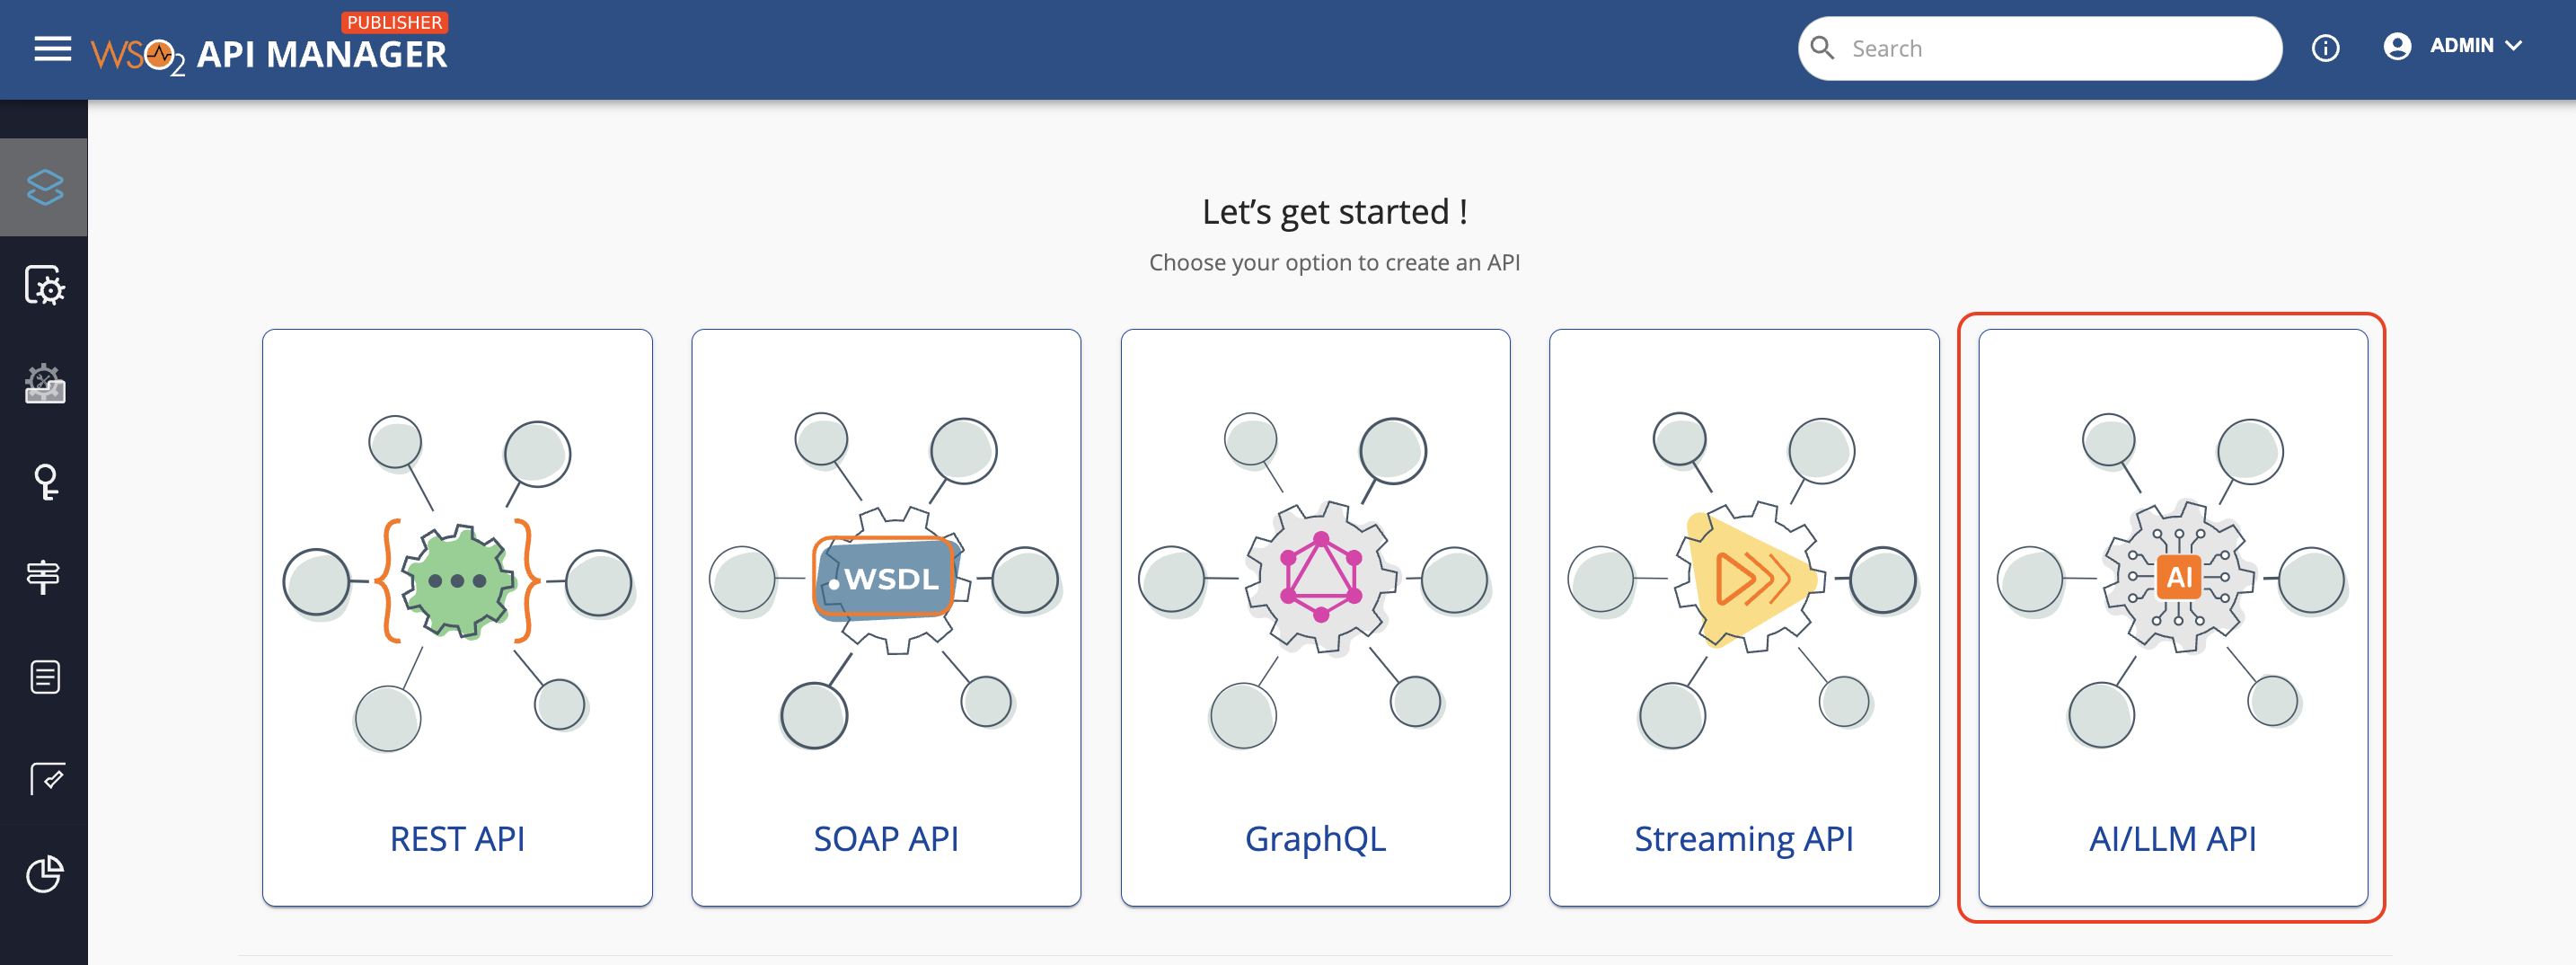 PUBLISHER
WSO2 API MANAGER
Search
ADMIN
Let’s get started !
Choose your option to create an API
.WSDL
AI
REST API
SOAP API
GraphQL
Streaming API
AI/LLM API